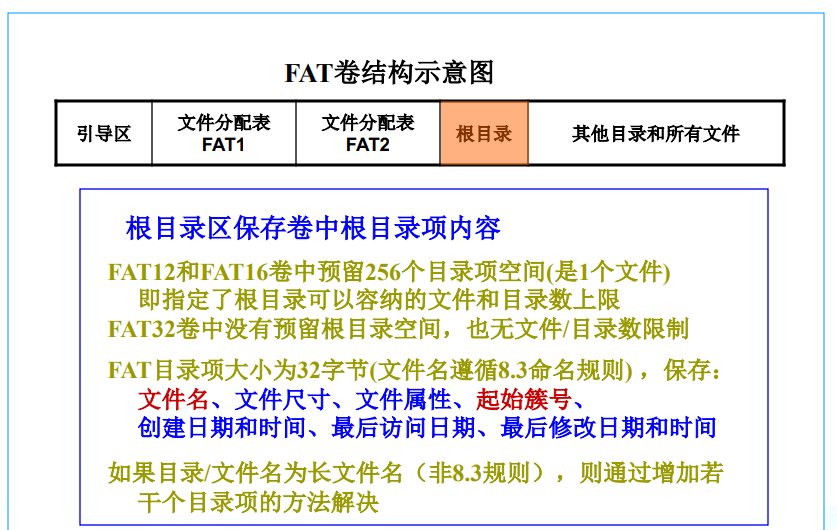 FAT卷结构示意图
引导区
文件分配表
FAT1
文件分配表
FAT2
根目录
其他目录和所有文件
根目录区保存卷中根目录项内容
FAT12和FAT16卷中预留256个目录项空间(是1个文件)
即指定了根目录可以容纳的文件和目录数上限
FAT32卷中没有预留根目录空间，也无文件/目录数限制
FAT目录项大小为32字节(文件名遵循8.3命名规则) ，保存：
文件名、文件尺寸、文件属性、起始簇号、
创建日期和时间、最后访问日期、最后修改日期和时间
如果目录/文件名为长文件名（非8.3规则），则通过增加若
干个目录项的方法解决